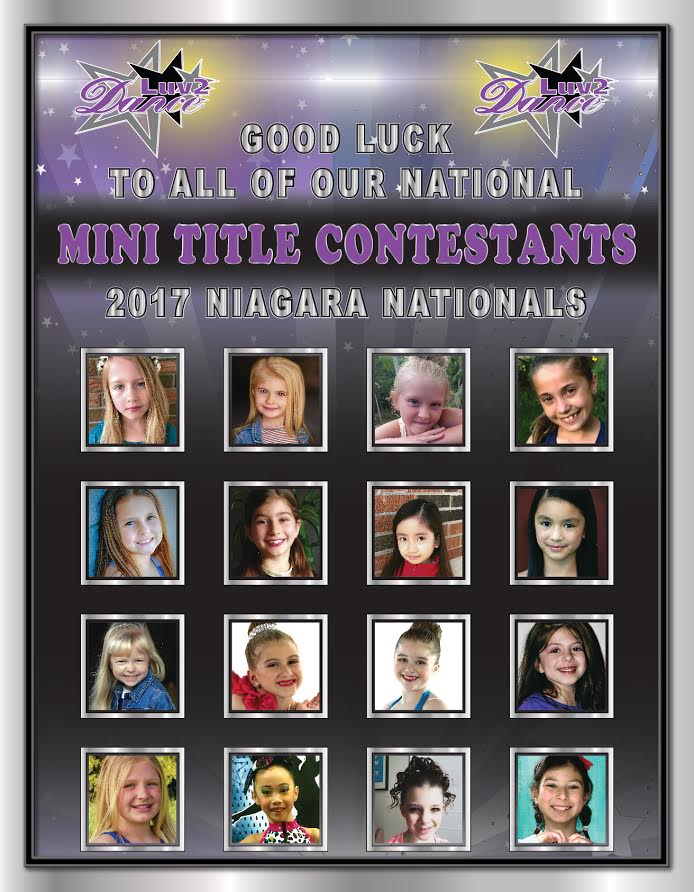 Luv2
Dance
Luv2
Dance
GOOD LUCK
TO ALL OF OUR NATIONAL
MINI TITLE CONTESTANTS
2017 NIAGARA NATIONALS